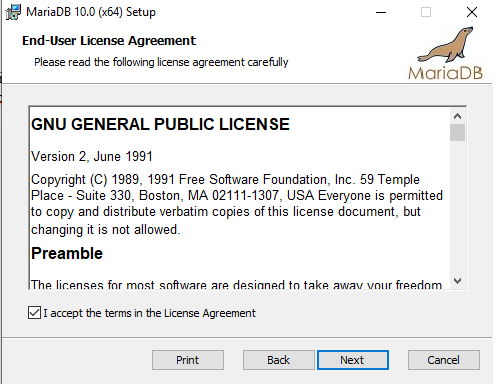 MariaDB 10.0 (x64) Setup
End-User License Agreement
Please read the following license agreement carefully
MariaDB
GNU GENERAL PUBLIC LICENSE
Version 2, June 1991
Copyright (C) 1989, 1991 Free Software Foundation, Inc. 59 Temple
Place - Suite 330, Boston, MA 02111-1307, USA Everyone is permitted
to copy and distribute verbatim copies of this license document, but
changing it is not allowed.
Preamble
The licenses for most software are designed to take away your freedom
I accept the terms in the License Agreement
Print
Back
Next
Cancel